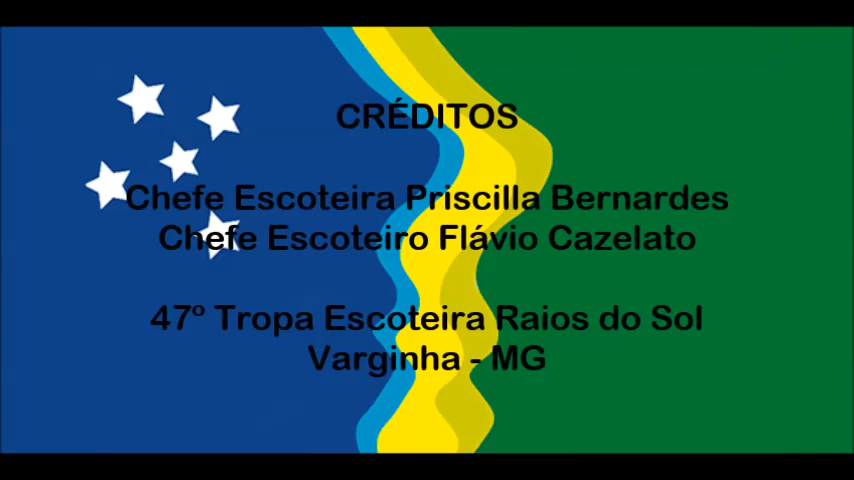 CRÉDITOS
Chefe Escoteira Priscilla Bernardes
Chefe Escoteiro Flávio Cazelato
47º Tropa Escoteira Raios do Sol
Varginha - MG